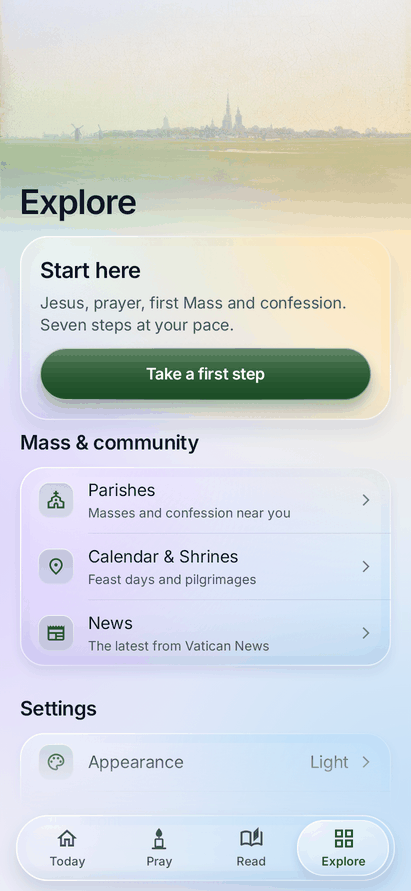 Explore
Start here
Jesus, prayer, first Mass and confession.
Seven steps at your pace.
Take a first step
Mass & community
Parishes
Masses and confession near you
Calendar & Shrines
Feast days and pilgrimages
News
The latest from Vatican News
Settings
Appearance Light
Today Pray Read Explore